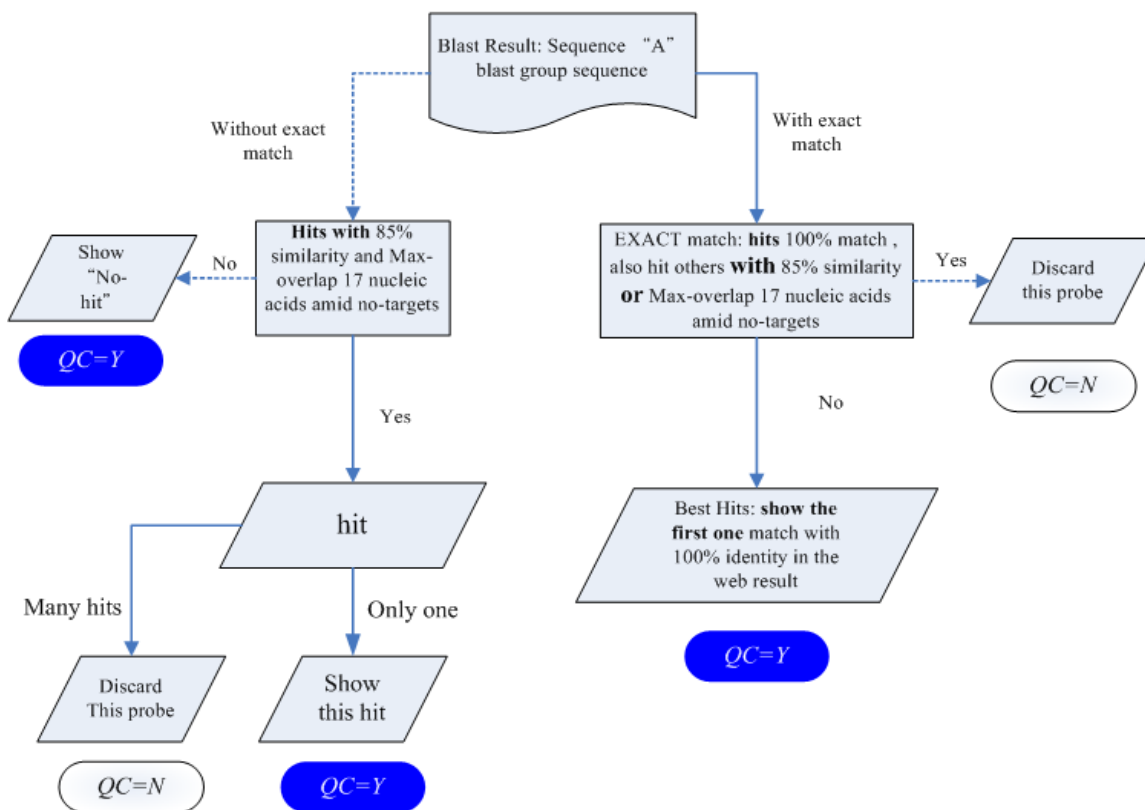 Blast Result: Sequence “A”
blast group sequence
Without exact
match
With exact
match
Hits with 85%
similarity and Max-
overlap 17 nucleic
acids amid no-targets
No
Show
“No-
hit”
QC=Y
EXACT match: hits 100% match ,
also hit others with 85% similarity
or Max-overlap 17 nucleic acids
amid no-targets
Yes
Discard
this probe
QC=N
Yes
No
hit
Best Hits: show the
first one match with
100% identity in the
web result
QC=Y
Many hits
Only one
Discard
This probe
QC=N
Show
this hit
QC=Y